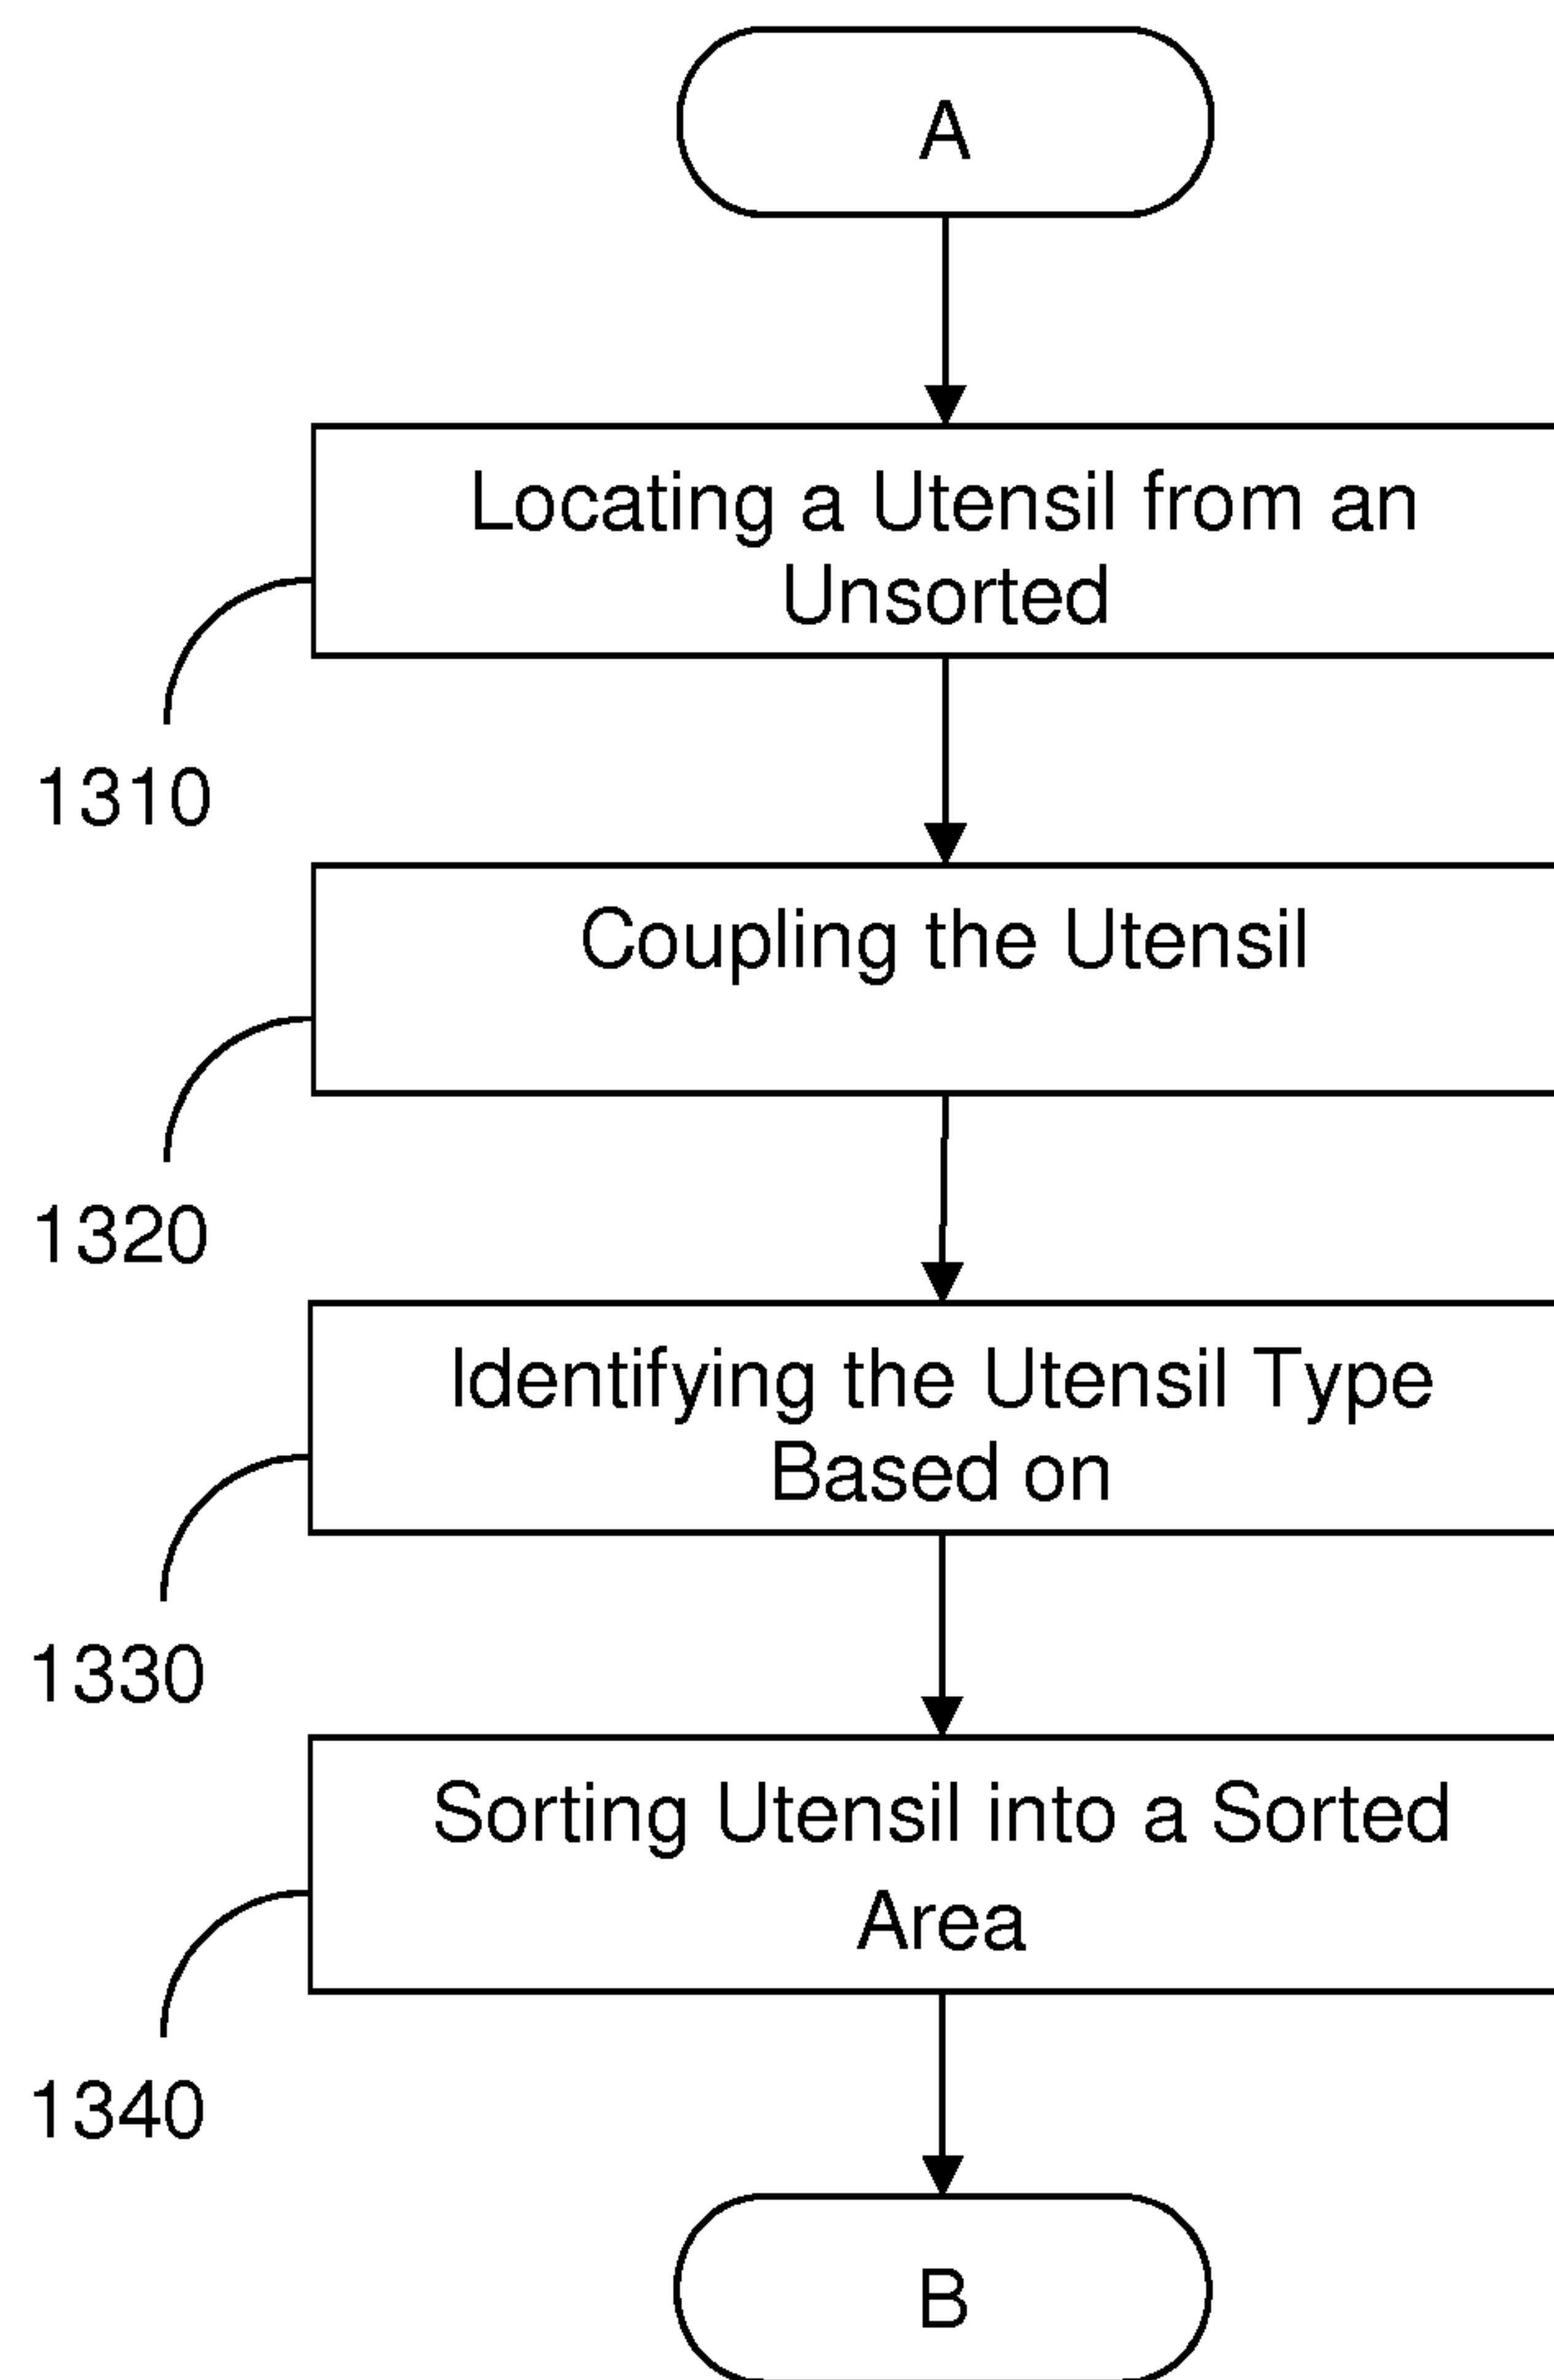 A
Locating a Utensil from an
Unsorted
1310
Coupling the Utensil
1320
Identifying the Utensil Type
Based on
1330
Sorting Utensil into a Sorted
Area
1340
B